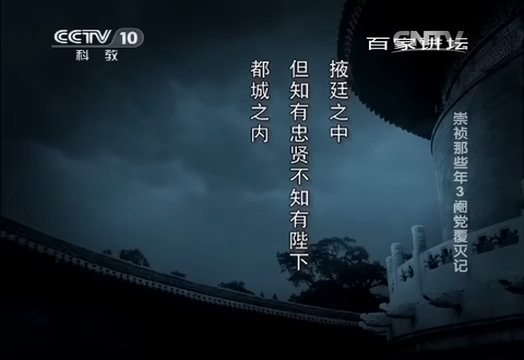 CCTV 10
科教
CNTV
百家讲坛
崇祯那些年3阉党覆灭记
掖廷之中
但知有忠贤不知有陛下
都城之内